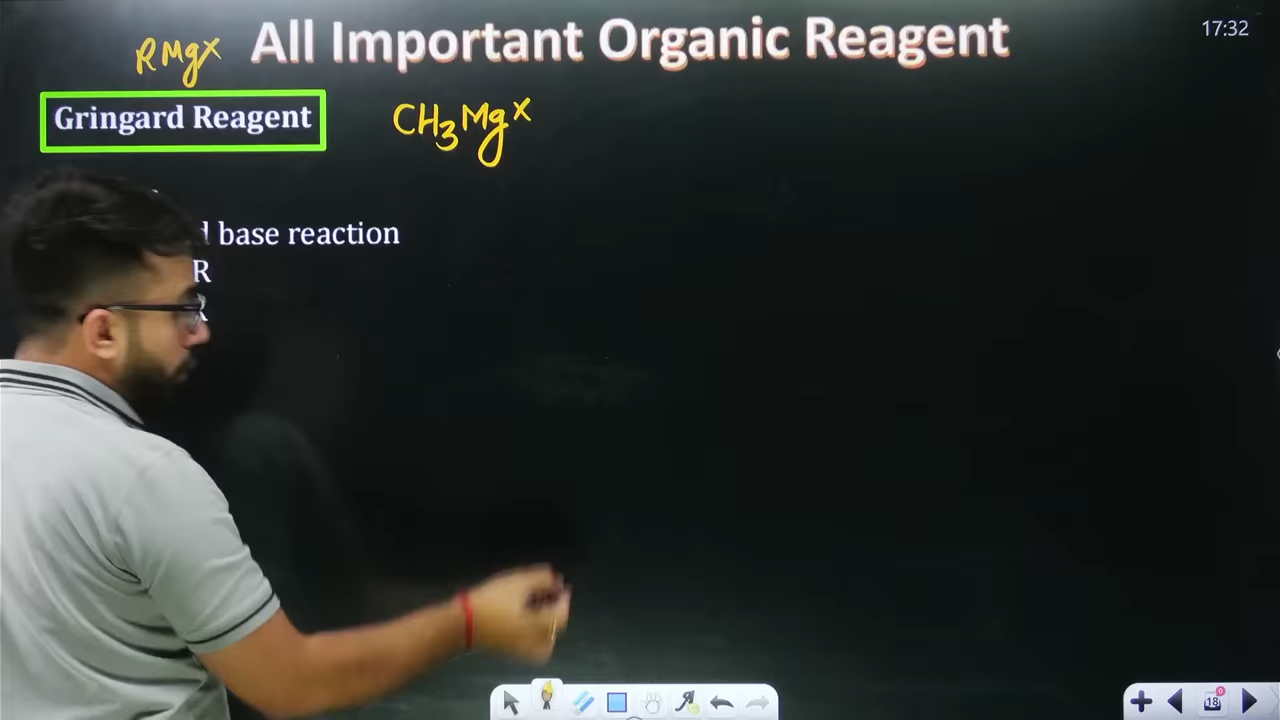 All Important Organic Reagent
17:32
RMgx
Gringard Reagent
CH3Mgx
base reaction
R
R
18